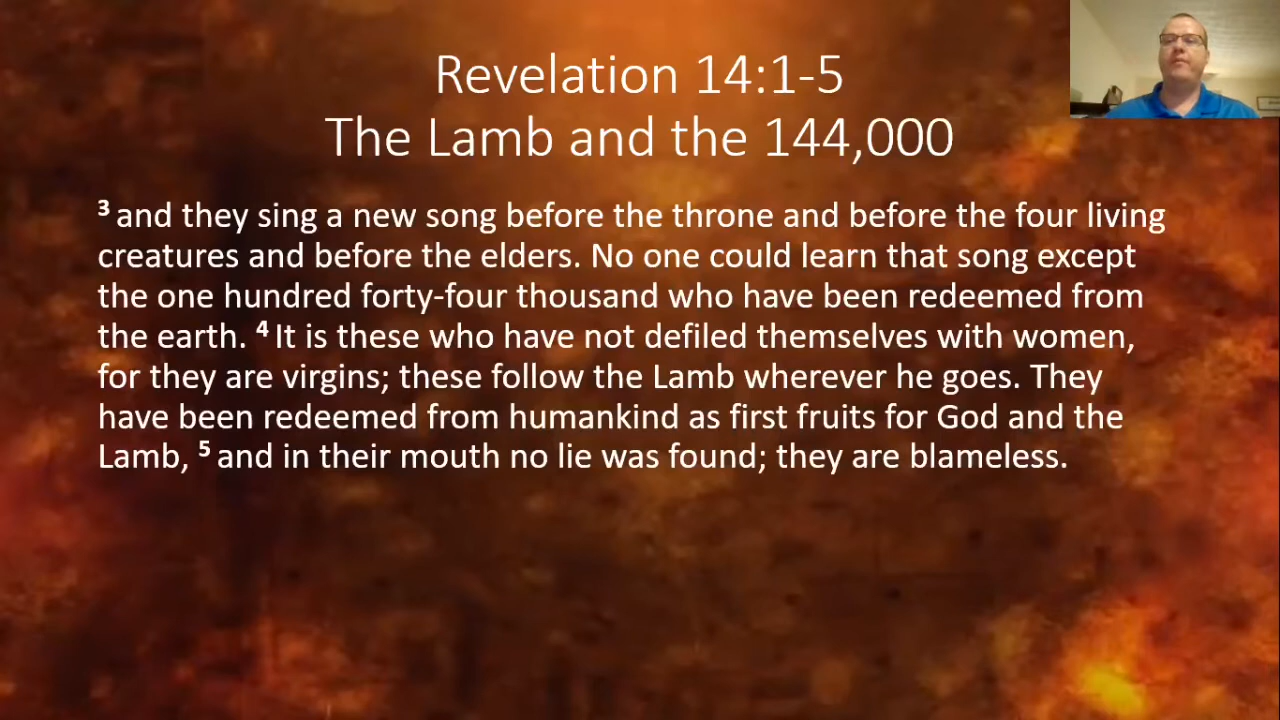 Revelation 14:1-5
The Lamb and the 144,000
³ and they sing a new song before the throne and before the four living
creatures and before the elders. No one could learn that song except
the one hundred forty-four thousand who have been redeemed from
the earth. ⁴ It is these who have not defiled themselves with women,
for they are virgins; these follow the Lamb wherever he goes. They
have been redeemed from humankind as first fruits for God and the
Lamb, ⁵ and in their mouth no lie was found; they are blameless.